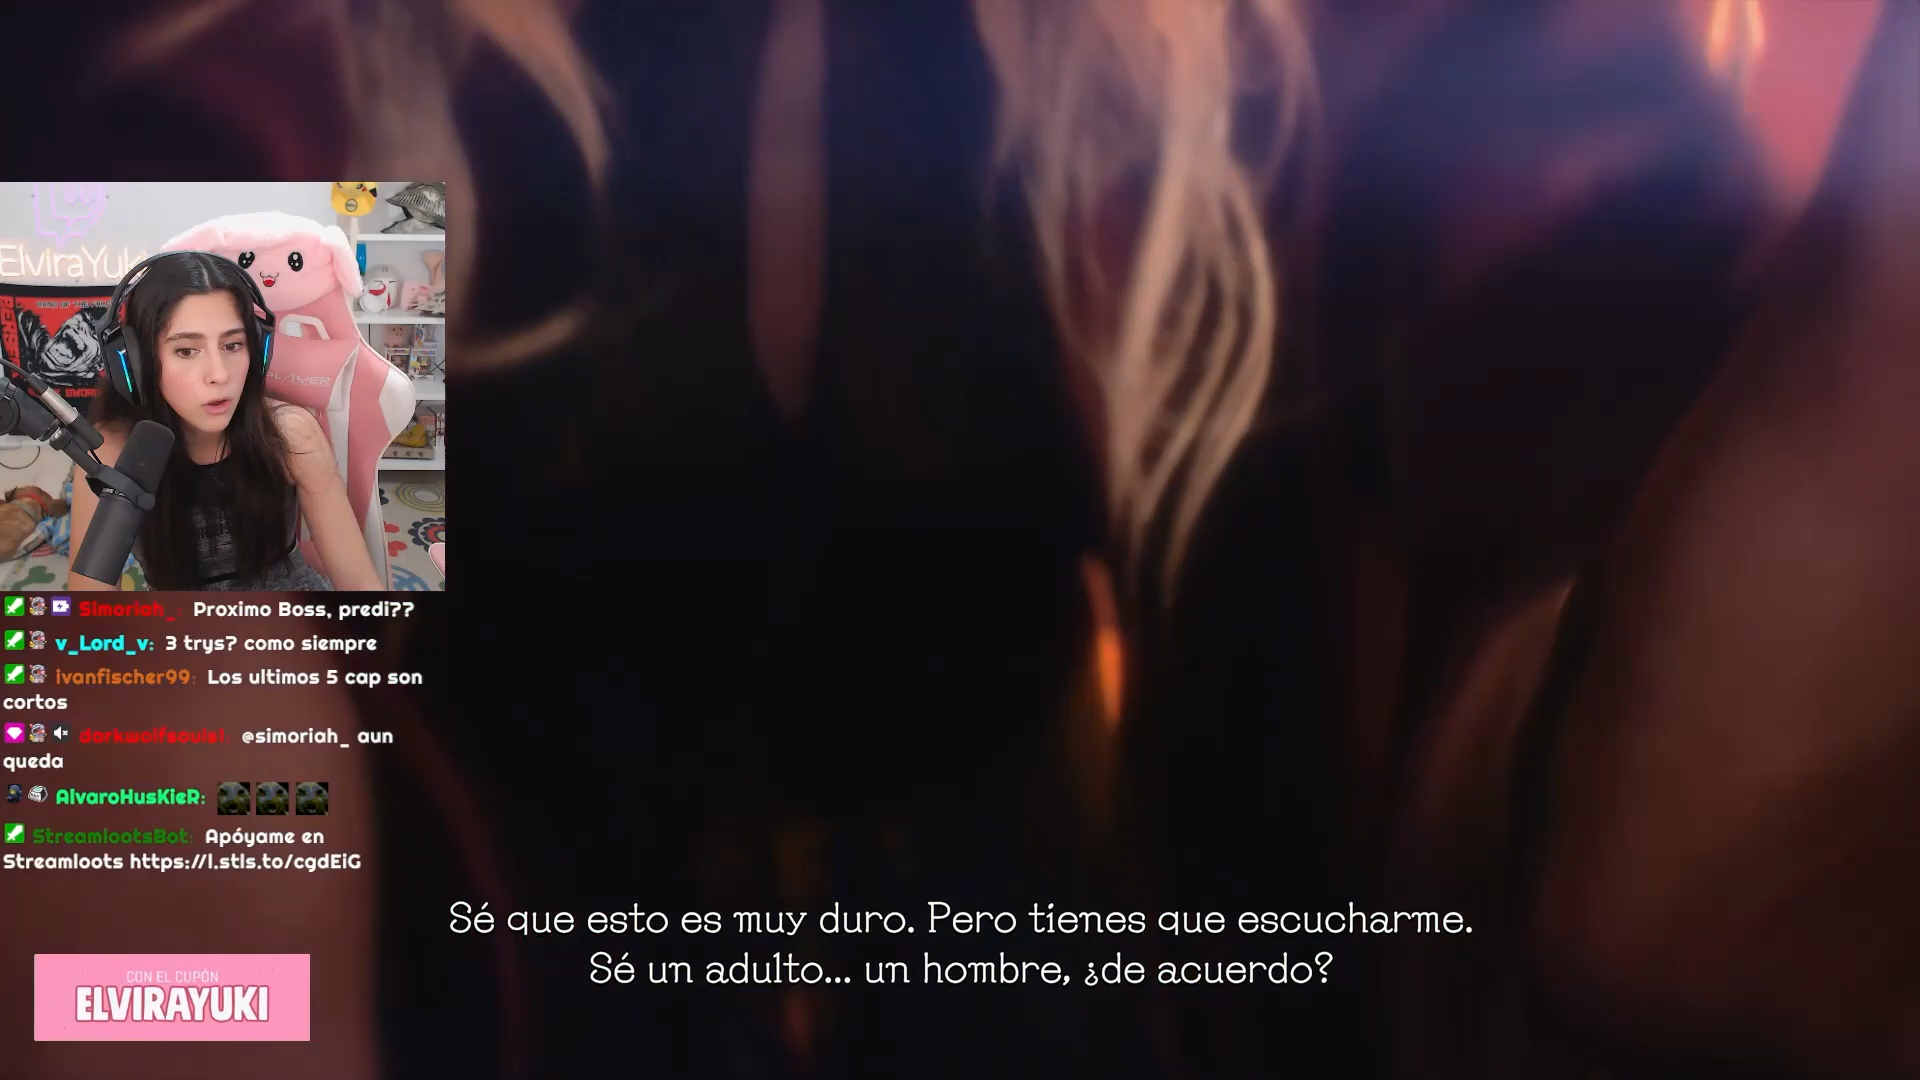 ElviraYuki
PLAYER
Simoriah_: Proximo Boss, predi??
v_Lord_v: 3 trys? como siempre
ivanfischer99: Los ultimos 5 cap son
cortos
darkwolfsouls1: @simoriah_ aun
queda
AlvaroHusKieR:
StreamlootsBot: Apóyame en
Streamloots https://l.stls.to/cgdEiG
Sé que esto es muy duro. Pero tienes que escucharme.
Sé un adulto... un hombre, ¿de acuerdo?
CON EL CUPÓN
ELVIRAYUKI